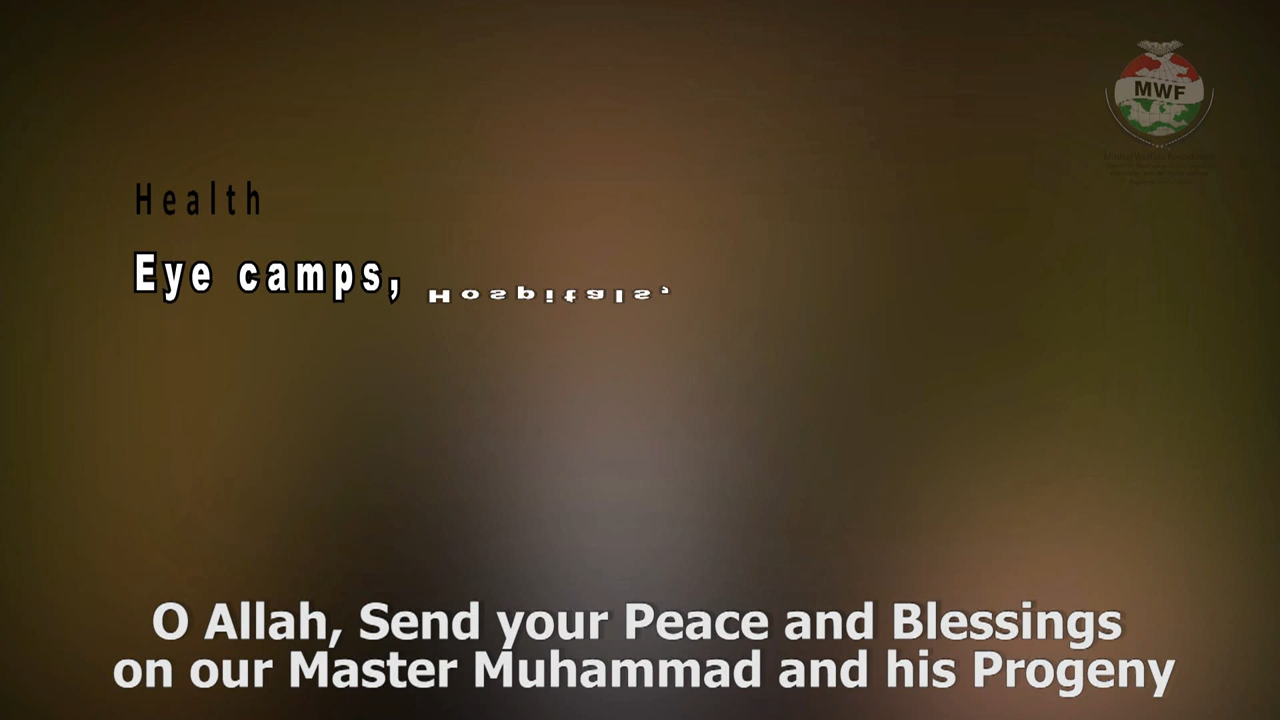 MWF
Health
Eye camps, Hospitals,
O Allah, Send your Peace and Blessings
on our Master Muhammad and his Progeny